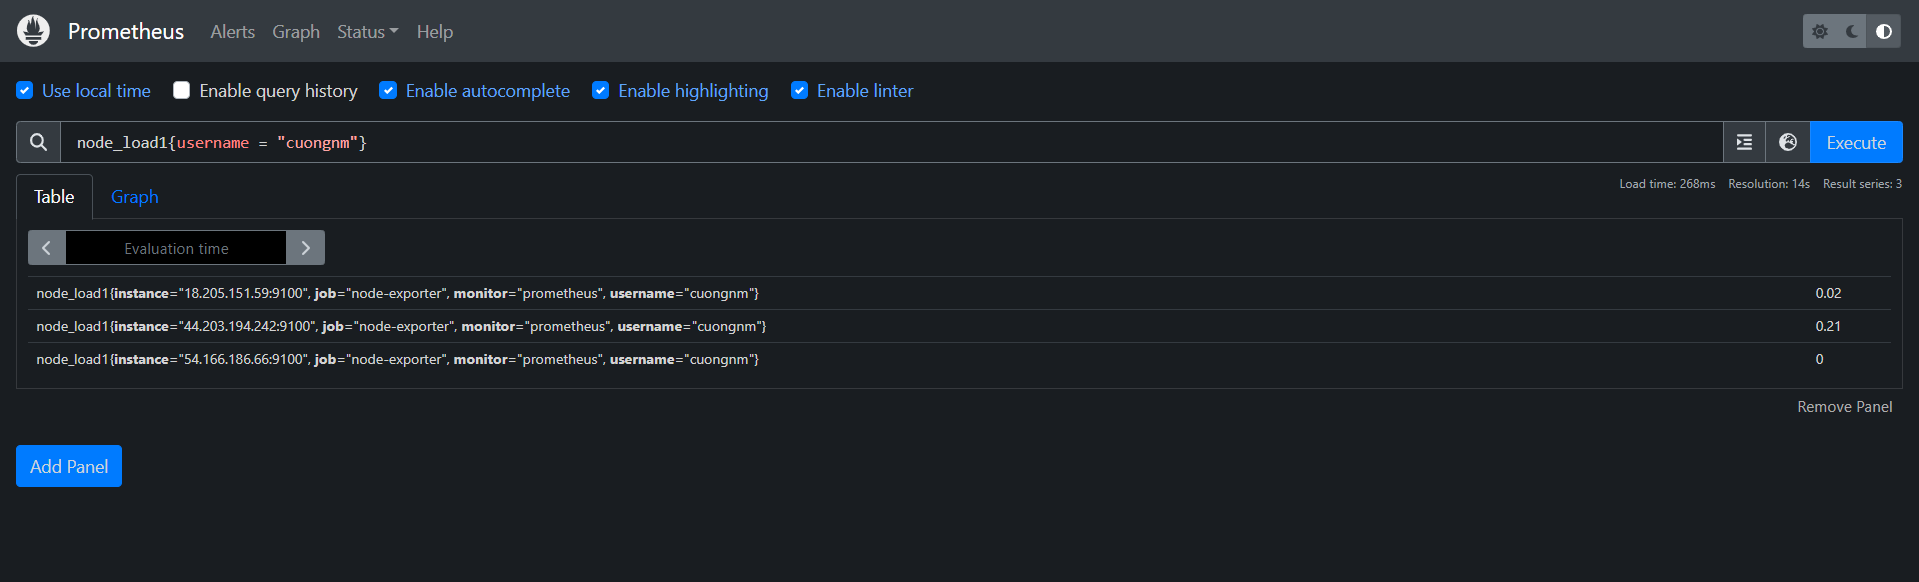 Prometheus Alerts Graph Status Help
Use local time Enable query history Enable autocomplete Enable highlighting Enable linter
node_load1{username = "cuongnm"} Execute
Table Graph Load time: 268ms Resolution: 14s Result series: 3
Evaluation time
node_load1{instance="18.205.151.59:9100", job="node-exporter", monitor="prometheus", username="cuongnm"} 0.02
node_load1{instance="44.203.194.242:9100", job="node-exporter", monitor="prometheus", username="cuongnm"} 0.21
node_load1{instance="54.166.186.66:9100", job="node-exporter", monitor="prometheus", username="cuongnm"} 0
Remove Panel
Add Panel